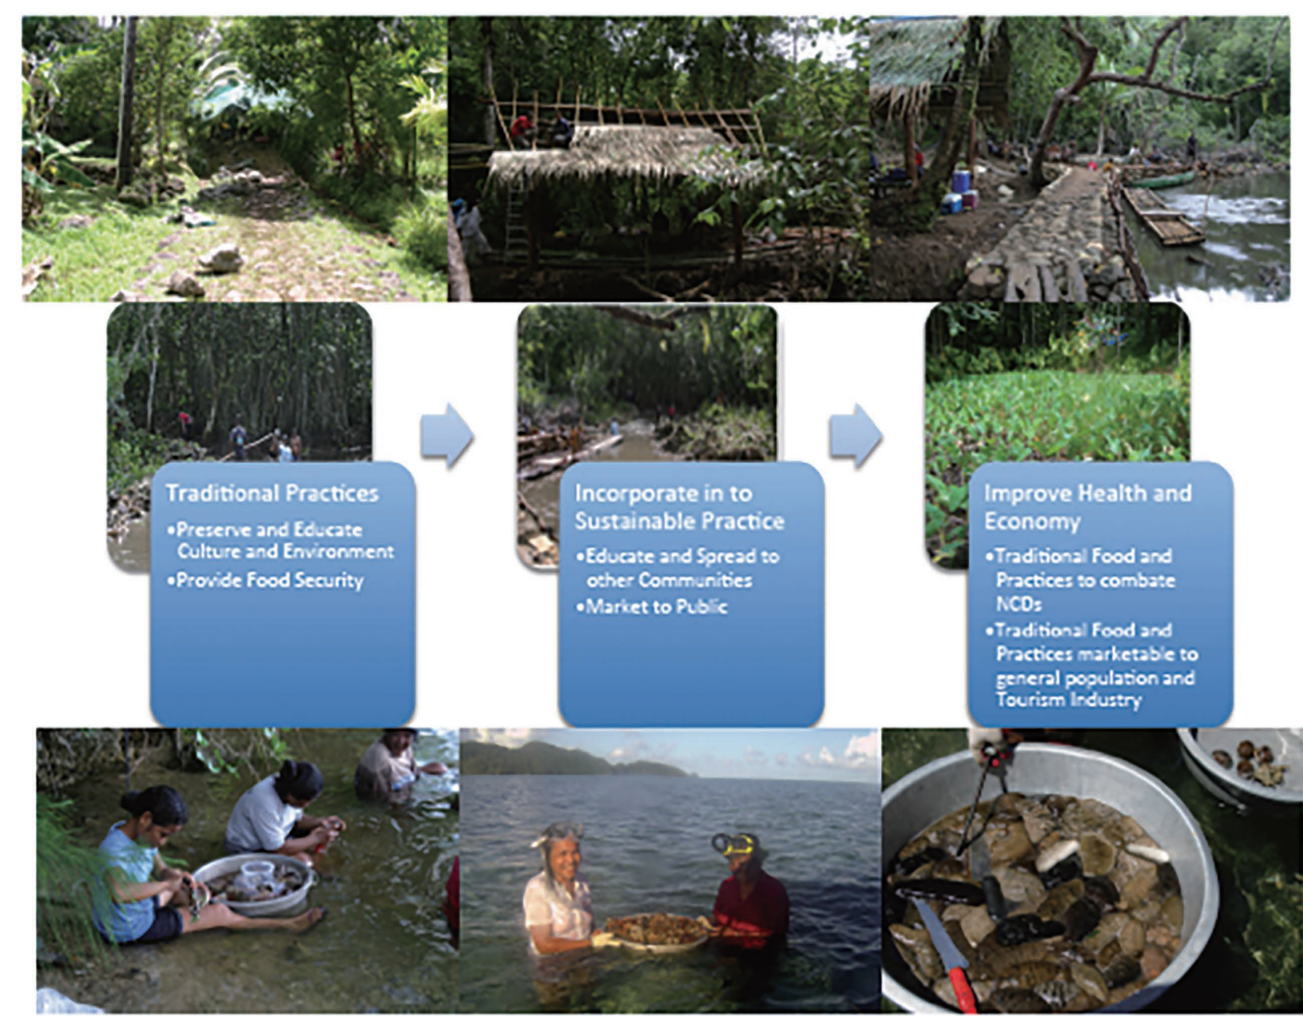 Traditional Practices
•Preserve and Educate
Culture and Environment
•Provide Food Security
Incorporate in to
Sustainable Practice
•Educate and Spread to
other Communities
•Market to Public
Improve Health and
Economy
•Traditional Food and
Practices to combate
NCDs
•Traditional Food and
Practices marketable to
general population and
Tourism Industry